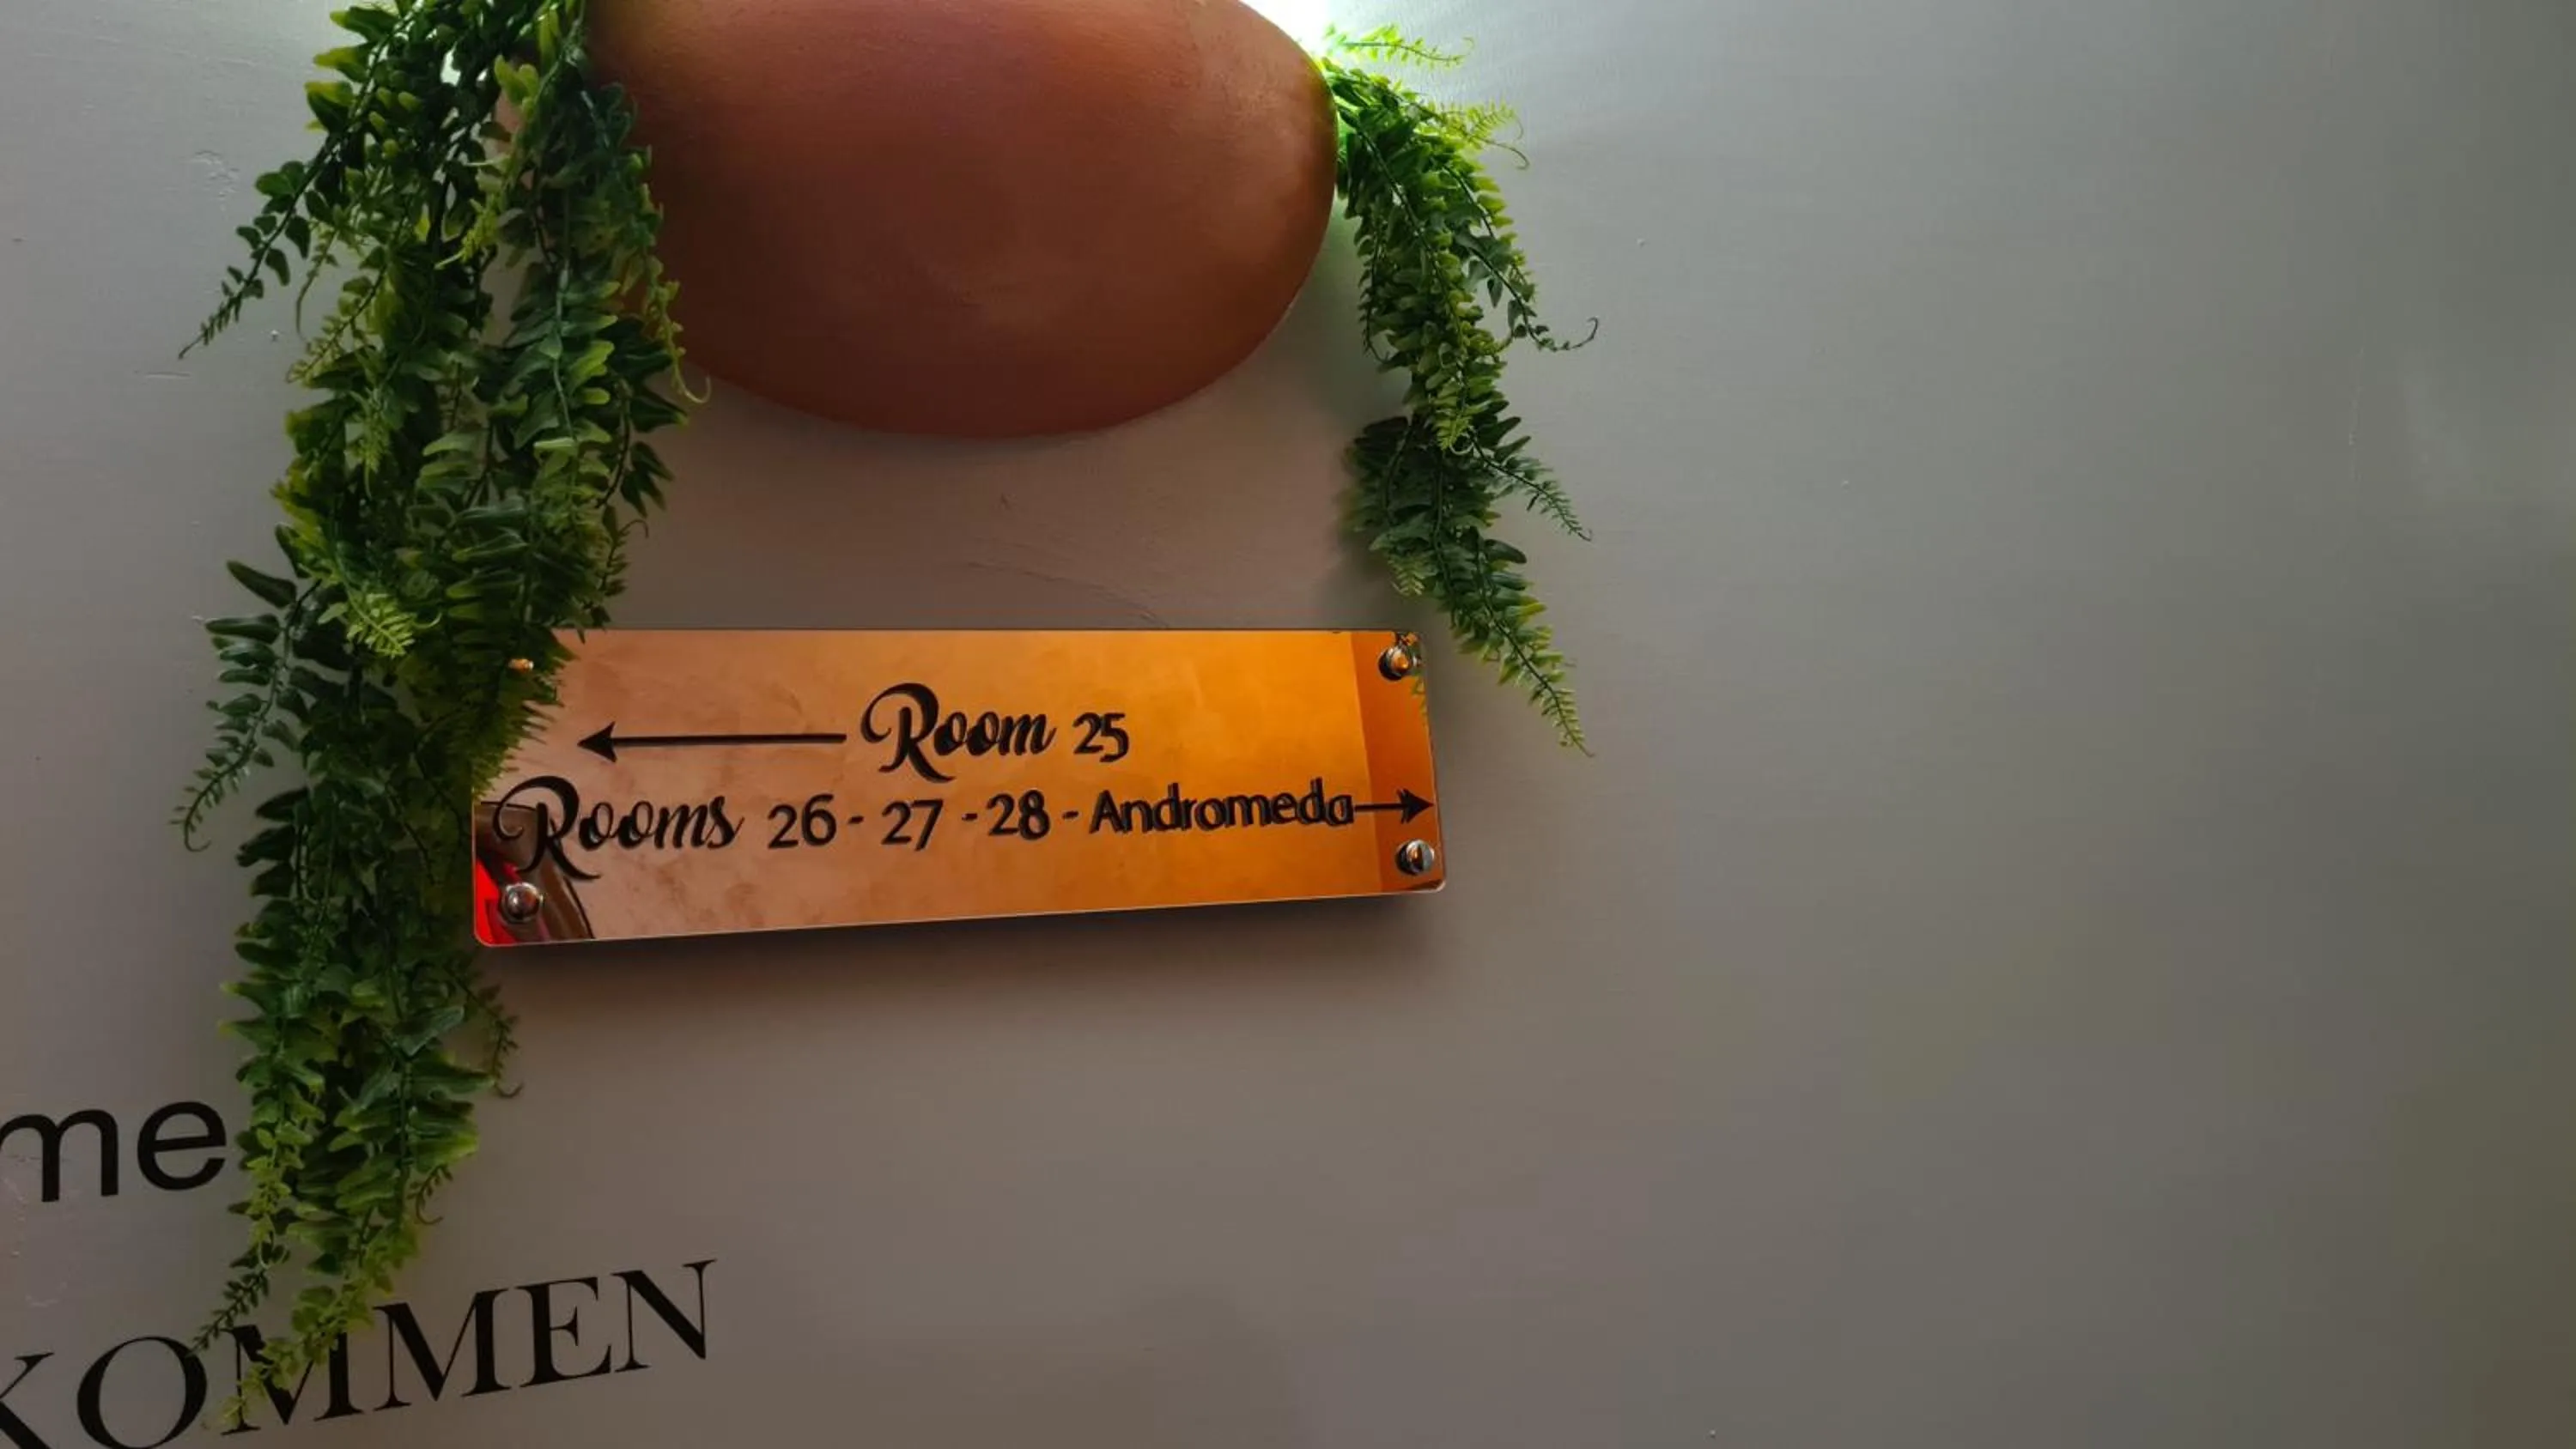 Room 25
Rooms 26 - 27 - 28 - Andromeda
me
KOMMEN